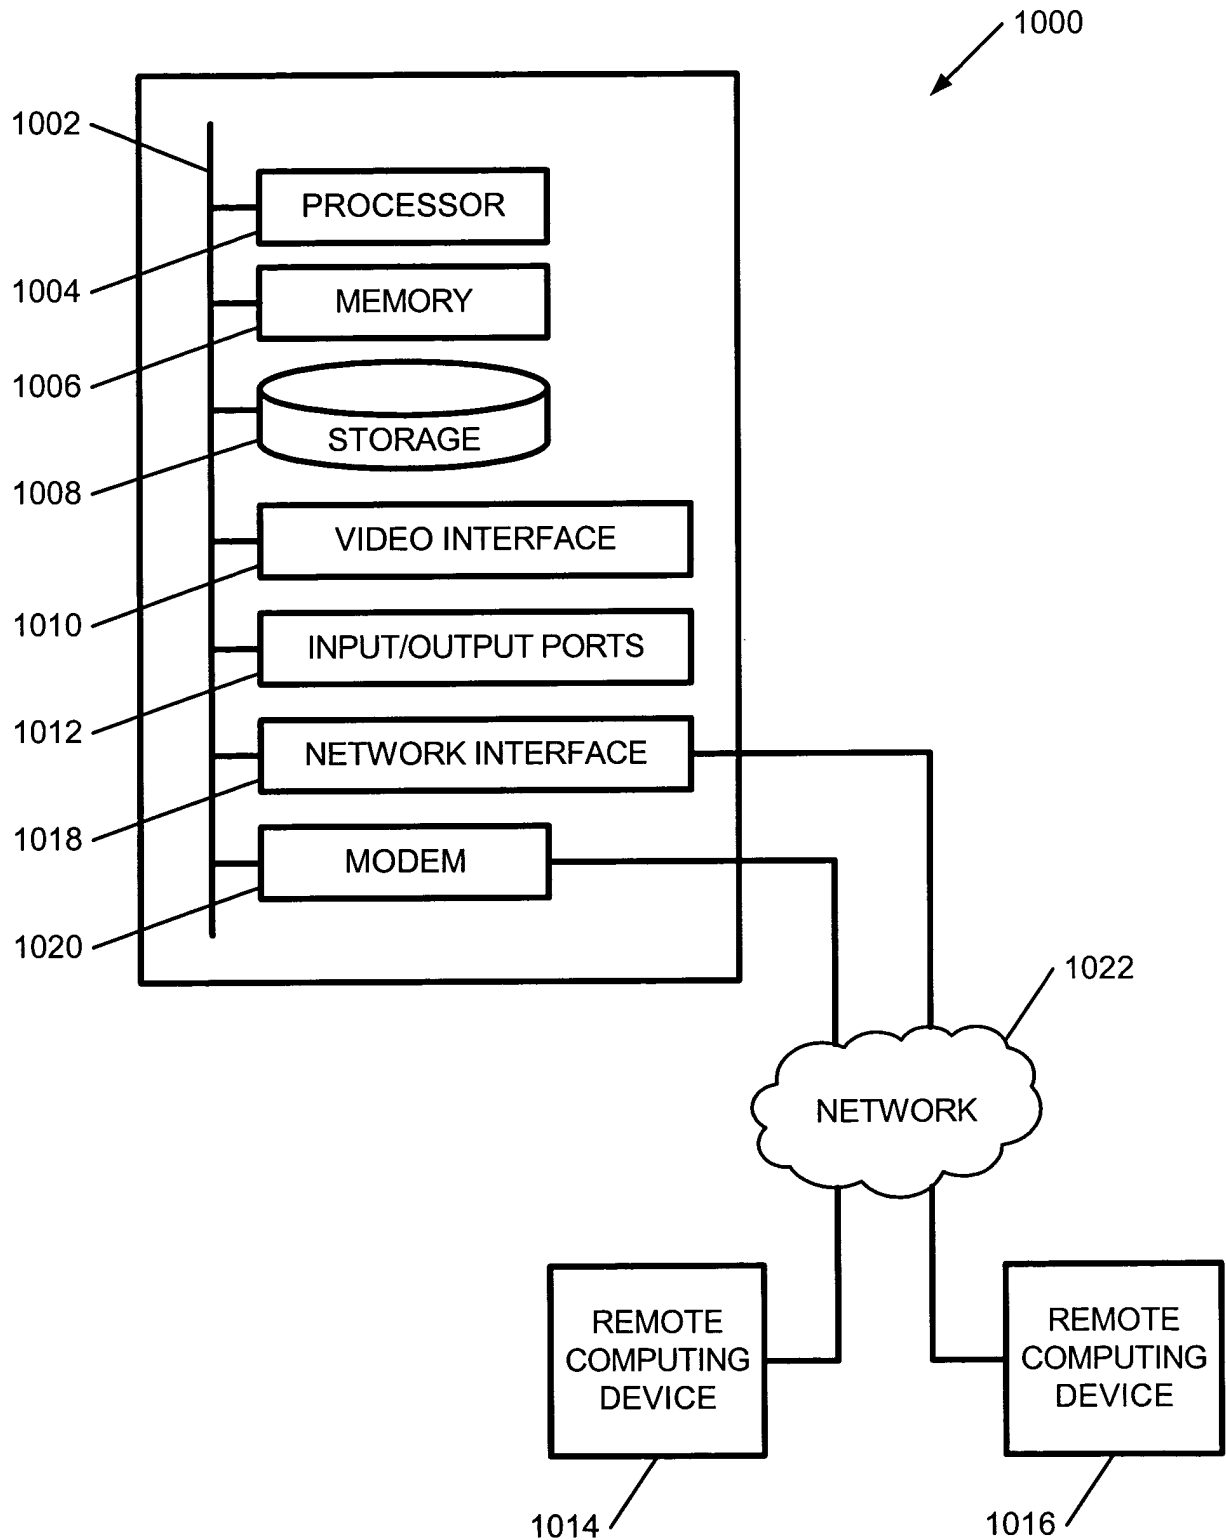 1000
1002
PROCESSOR
1004
MEMORY
1006
STORAGE
1008
VIDEO INTERFACE
1010
INPUT/OUTPUT PORTS
1012
NETWORK INTERFACE
1018
MODEM
1020
1022
NETWORK
REMOTE
COMPUTING
DEVICE
REMOTE
COMPUTING
DEVICE
1014
1016